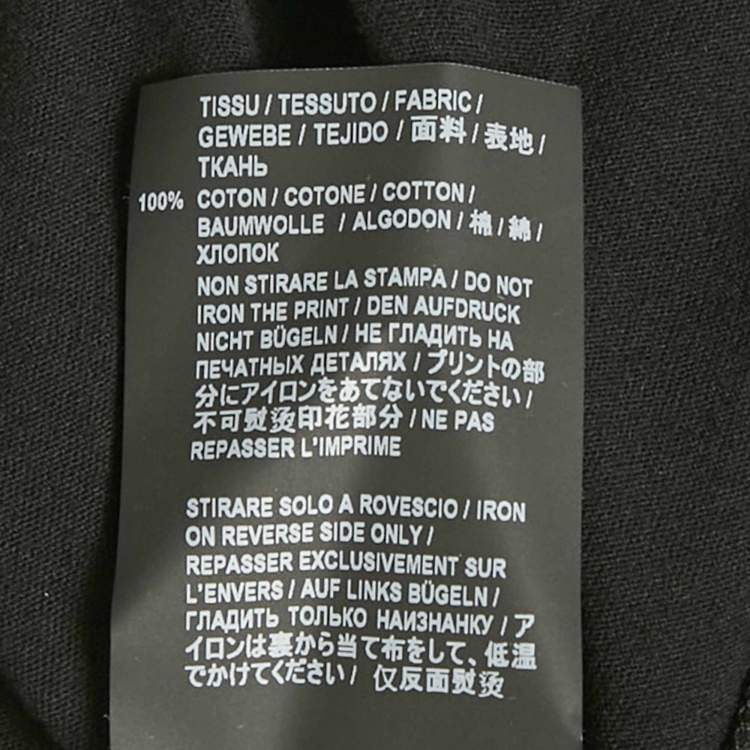 TISSU / TESSUTO / FABRIC /
GEWEBE / TEJIDO / 面料 / 表地 /
ТКАНЬ
100% COTON / COTONE / COTTON /
BAUMWOLLE / ALGODON / 棉 / 綿 /
ХЛОПОК
NON STIRARE LA STAMPA / DO NOT
IRON THE PRINT / DEN AUFDRUCK
NICHT BÜGELN / НЕ ГЛАДИТЬ НА
ПЕЧАТНЫХ ДЕТАЛЯХ / プリントの部
分にアイロンをあてないでください /
不可熨烫印花部分 / NE PAS
REPASSER L'IMPRIME
STIRARE SOLO A ROVESCIO / IRON
ON REVERSE SIDE ONLY /
REPASSER EXCLUSIVEMENT SUR
L'ENVERS / AUF LINKS BÜGELN /
ГЛАДИТЬ ТОЛЬКО НАИЗНАНКУ / ア
イロンは裏から当て布をして、低温
でかけてください / 仅反面熨烫